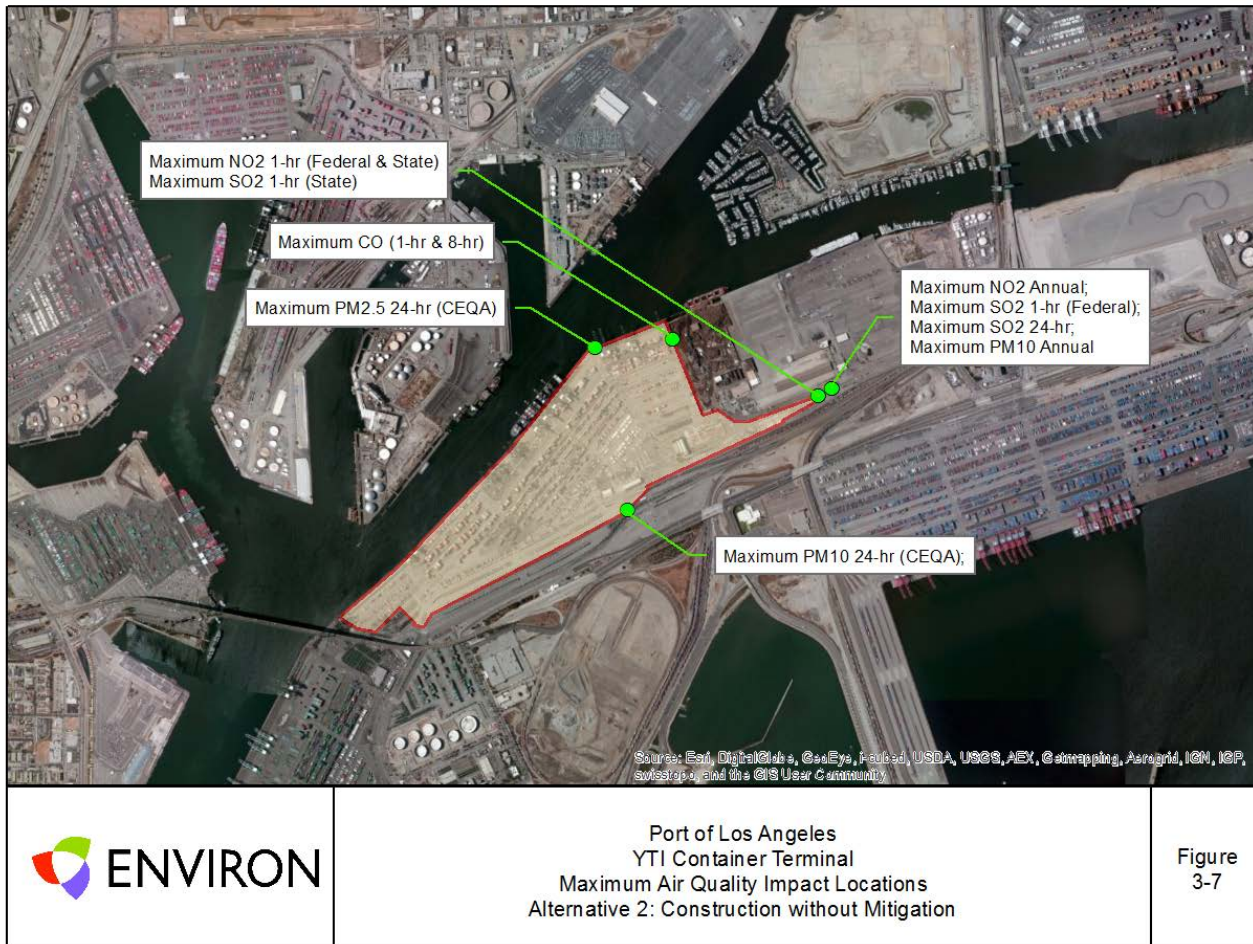 Maximum NO2 1-hr (Federal & State)
Maximum SO2 1-hr (State)
Maximum CO (1-hr & 8-hr)
Maximum PM2.5 24-hr (CEQA)
Maximum NO2 Annual;
Maximum SO2 1-hr (Federal);
Maximum SO2 24-hr;
Maximum PM10 Annual
Maximum PM10 24-hr (CEQA);
Source: Esri, DigitalGlobe, GeoEye, i-cubed, USDA, USGS, AEX, Getmapping, Aerogrid, IGN, IGP,
swisstopo, and the GIS User Community
ENVIRON
Port of Los Angeles
YTI Container Terminal
Maximum Air Quality Impact Locations
Alternative 2: Construction without Mitigation
Figure
3-7